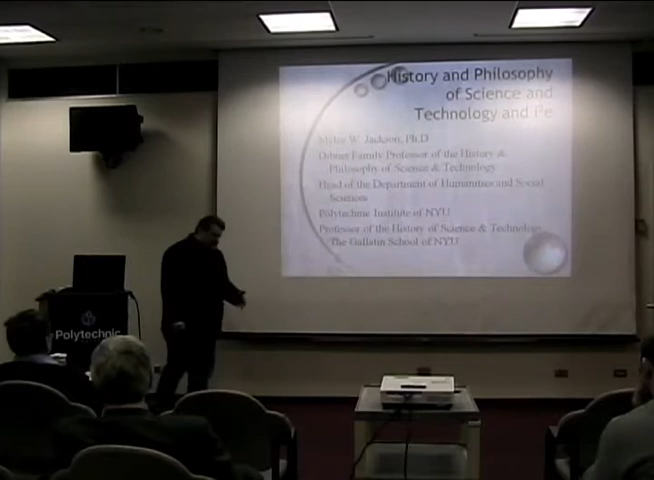 History and Philosophy
of Science and
Technology and i²e
Myles W. Jackson, Ph.D
Dibner Family Professor of the History &
Philosophy of Science & Technology
Head of the Department of Humanities and Social
Sciences
Polytechnic Institute of NYU
Professor of the History of Science & Technology
The Gallatin School of NYU
Polytechnic